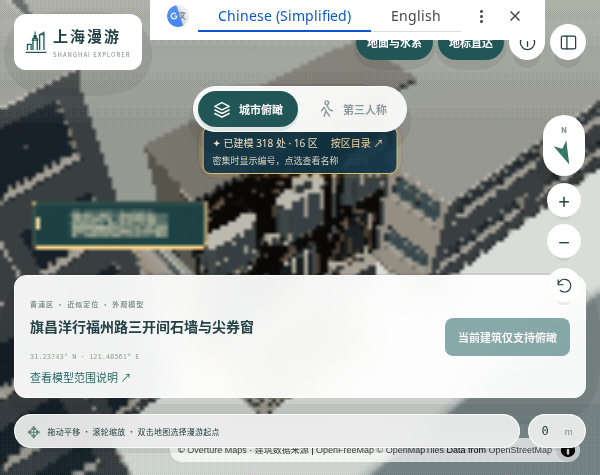 Chinese (Simplified)
English
上海漫游
SHANGHAI EXPLORER
地面与水系
地标直达
城市俯瞰
第三人称
✦ 已建模 318 处 · 16 区 按区目录 ↗
密集时显示编号，点选查看名称
N
+
−
黄浦区 · 近似定位 · 外观模型
旗昌洋行福州路三开间石墙与尖券窗
31.23743° N · 121.48561° E
查看模型范围说明 ↗
当前建筑仅支持俯瞰
拖动平移 · 滚轮缩放 · 双击地图选择漫游起点
0 m
© Overture Maps · 建筑数据来源 | OpenFreeMap © OpenMapTiles Data from OpenStreetMap